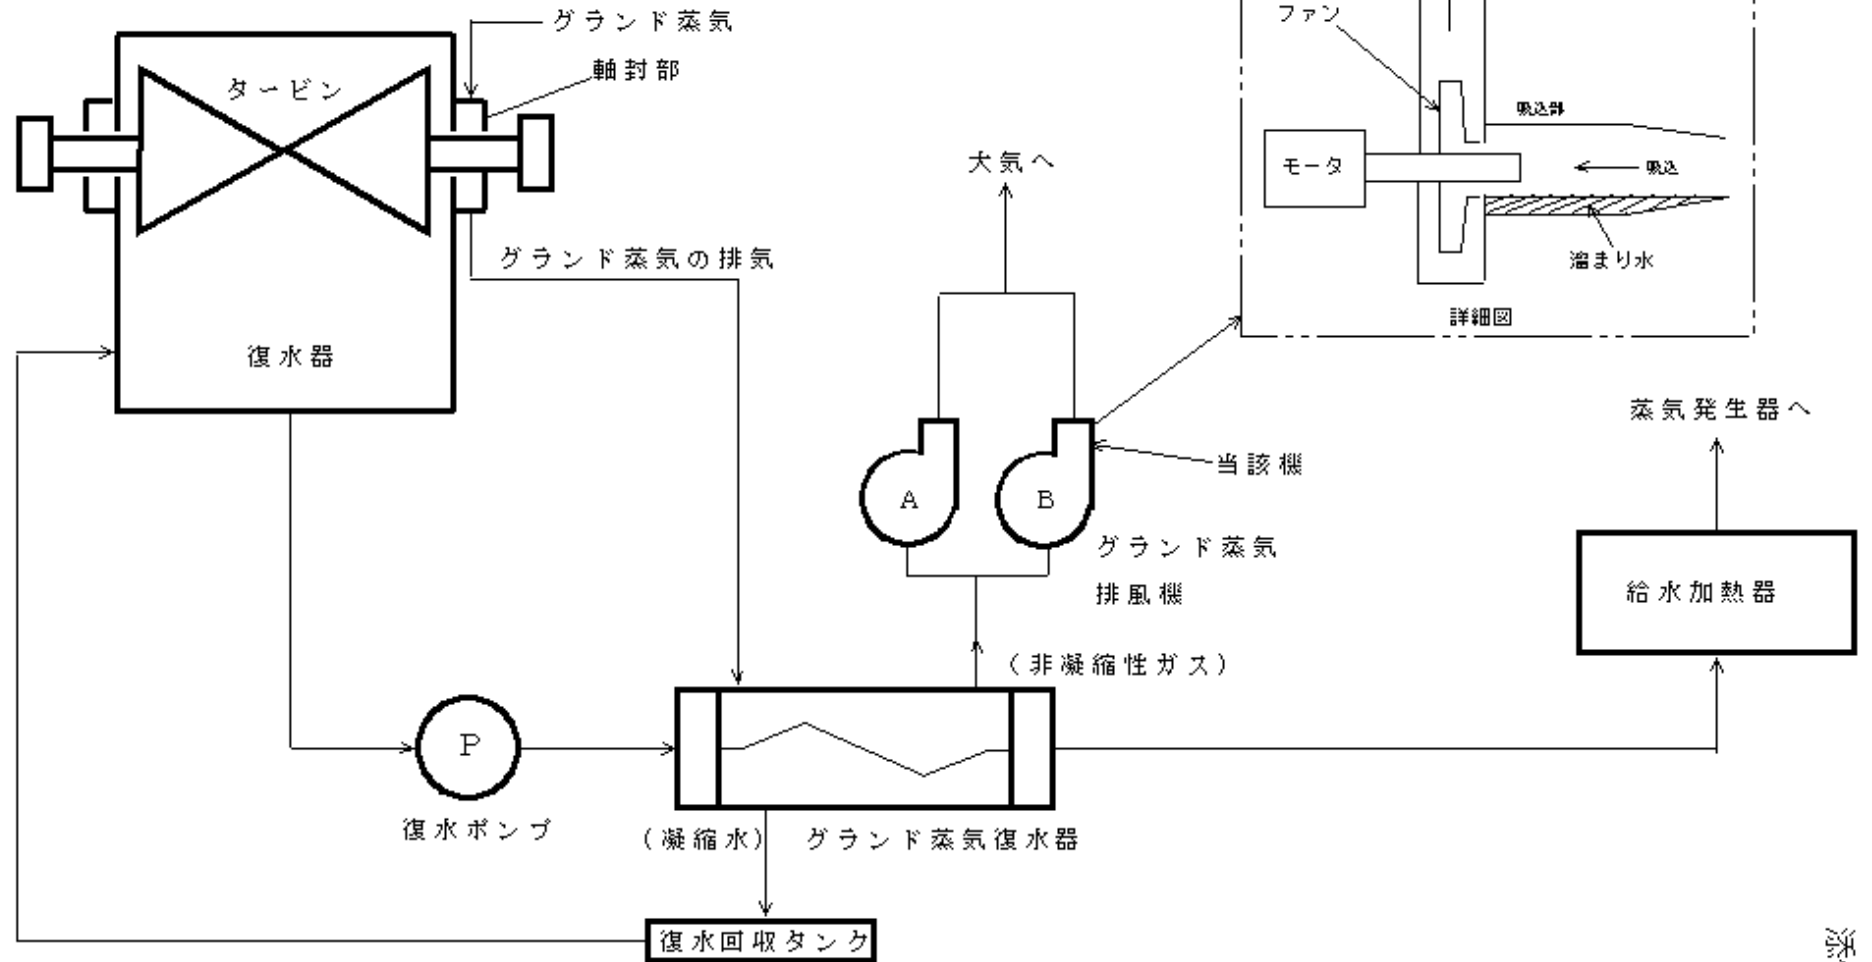 グランド蒸気
軸封部
タービン
ファン
吸込部
モータ
吸込
溜まり水
詳細図
大気へ
グランド蒸気の排気
復水器
蒸気発生器へ
当該機
A
B
グランド蒸気
排風機
給水加熱器
(非凝縮性ガス)
P
復水ポンプ
(凝縮水)
グランド蒸気復水器
復水回収タンク
添